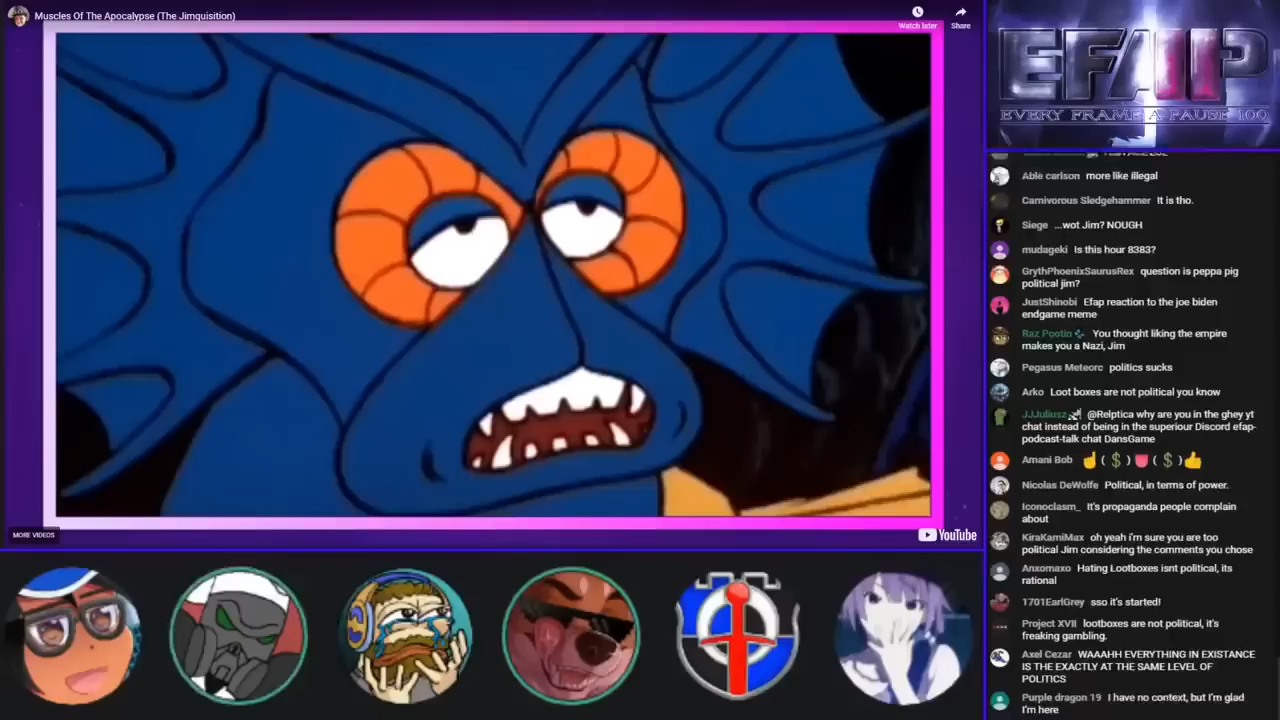 Muscles Of The Apocalypse (The Jimquisition)
Watch later
Share
MORE VIDEOS
YouTube
EFAP
EVERY FRAME A PAUSE 100
Able carlson more like illegal
Carnivorous Sledgehammer It is tho.
Siege ...wot Jim? NOUGH
mudageki Is this hour 8383?
GrythPhoenixSaurusRex question is peppa pig
political jim?
JustShinobi Efap reaction to the joe biden
endgame meme
Raz Pootin You thought liking the empire
makes you a Nazi, Jim
Pegasus Meteorc politics sucks
Arko Loot boxes are not political you know
JJJuliusz @Relptica why are you in the ghey yt
chat instead of being in the superiour Discord efap-
podcast-talk chat DansGame
Amani Bob ☝️ ( $ ) 👅 ( $ ) 👍
Nicolas DeWolfe Political, in terms of power.
Iconoclasm_ It's propaganda people complain
about
KiraKamiMax oh yeah i'm sure you are too
political Jim considering the comments you chose
Anxomaxo Hating Lootboxes isnt political, its
rational
1701EarlGrey sso it's started!
Project XVII lootboxes are not political, it's
freaking gambling.
Axel Cezar WAAAHH EVERYTHING IN EXISTANCE
IS THE EXACTLY AT THE SAME LEVEL OF
POLITICS
Purple dragon 19 I have no context, but I'm glad
I'm here